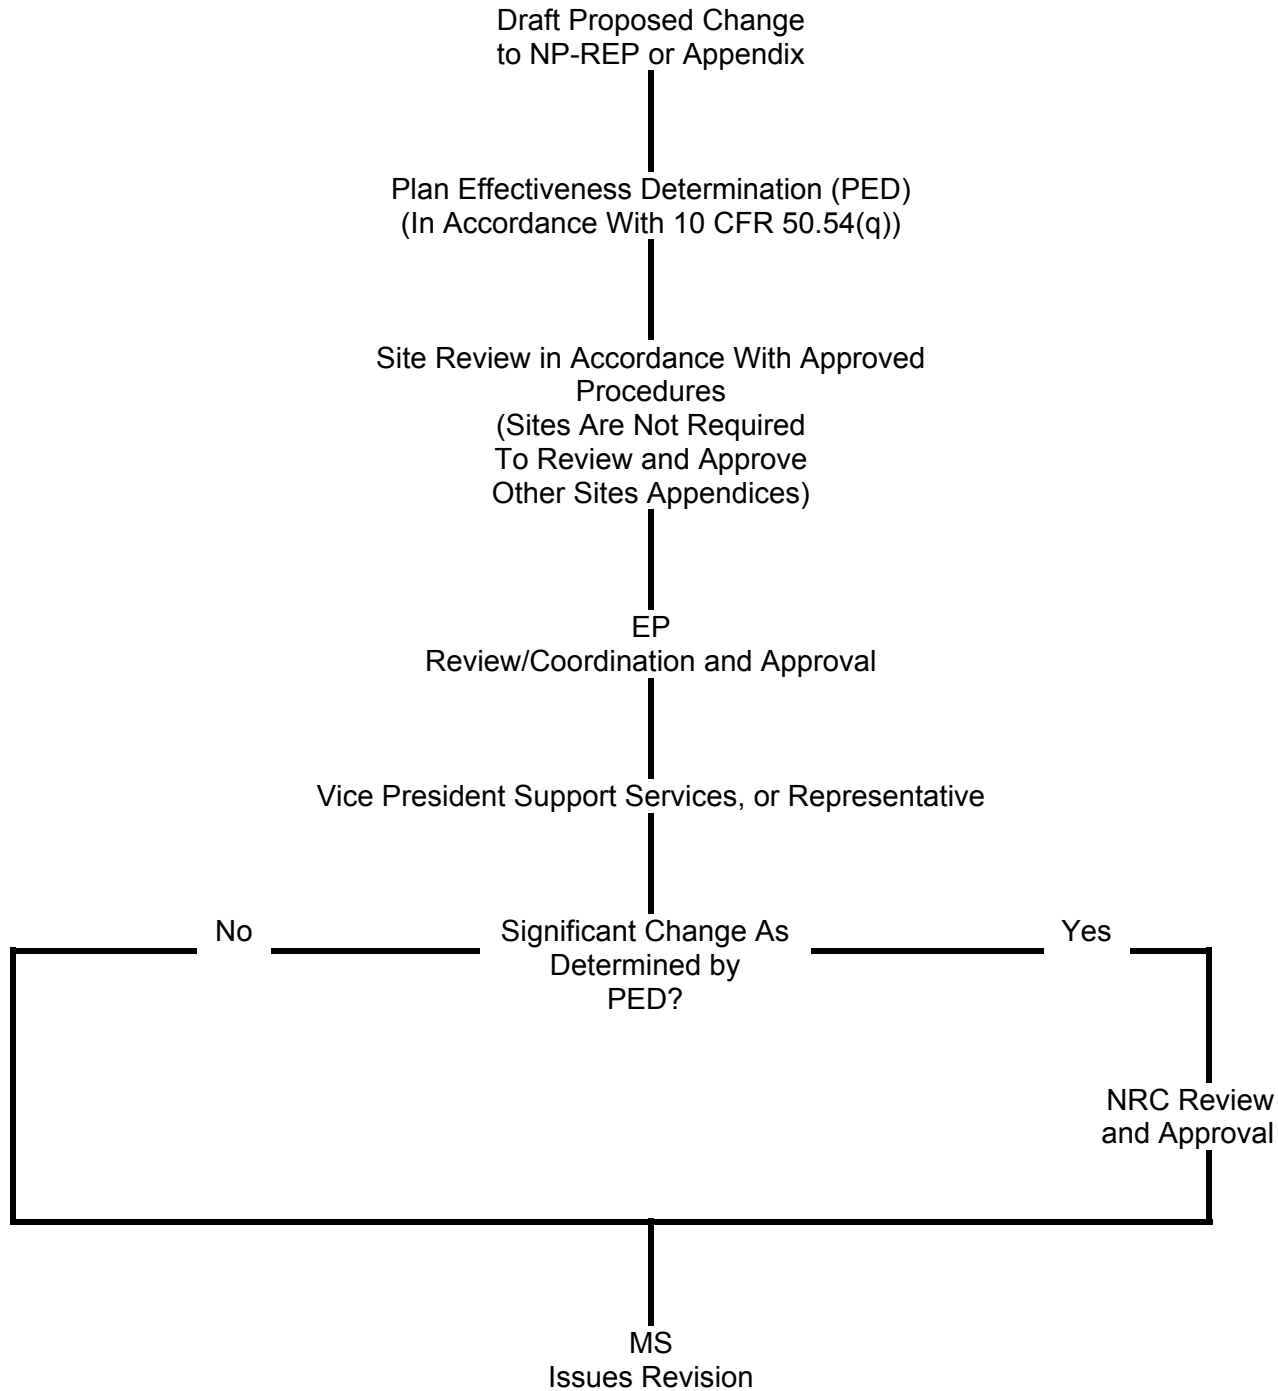 Draft Proposed Change
to NP-REP or Appendix
Plan Effectiveness Determination (PED)
(In Accordance With 10 CFR 50.54(q))
Site Review in Accordance With Approved
Procedures
(Sites Are Not Required
To Review and Approve
Other Sites Appendices)
EP
Review/Coordination and Approval
Vice President Support Services, or Representative
No
Significant Change As
Determined by
PED?
Yes
NRC Review
and Approval
MS
Issues Revision